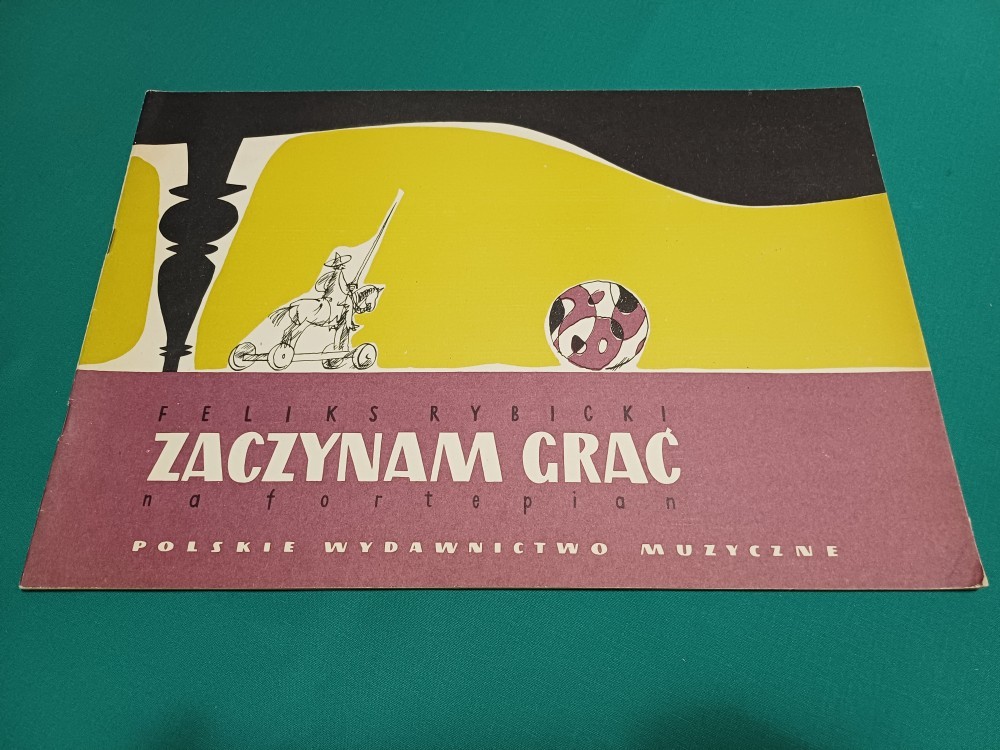 FELIKS RYBICKI
ZACZYNAM GRAĆ
na fortepian
POLSKIE WYDAWNICTWO MUZYCZNE